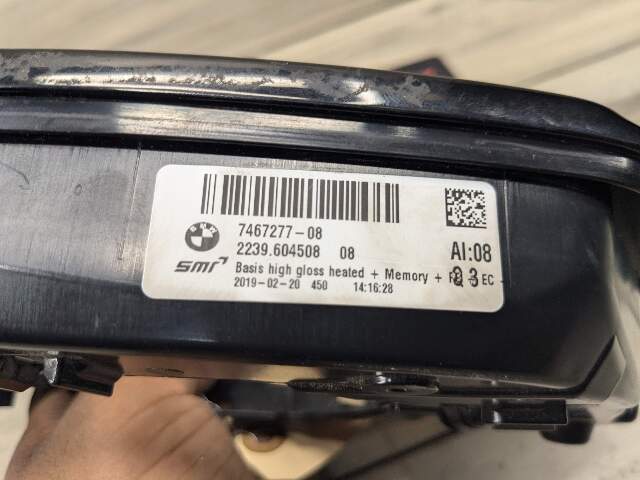 7467277-08
BMW
2239.604508 08 AI:08
smr
Basis high gloss heated + Memory + EC
2019-02-20 450 14:16:28